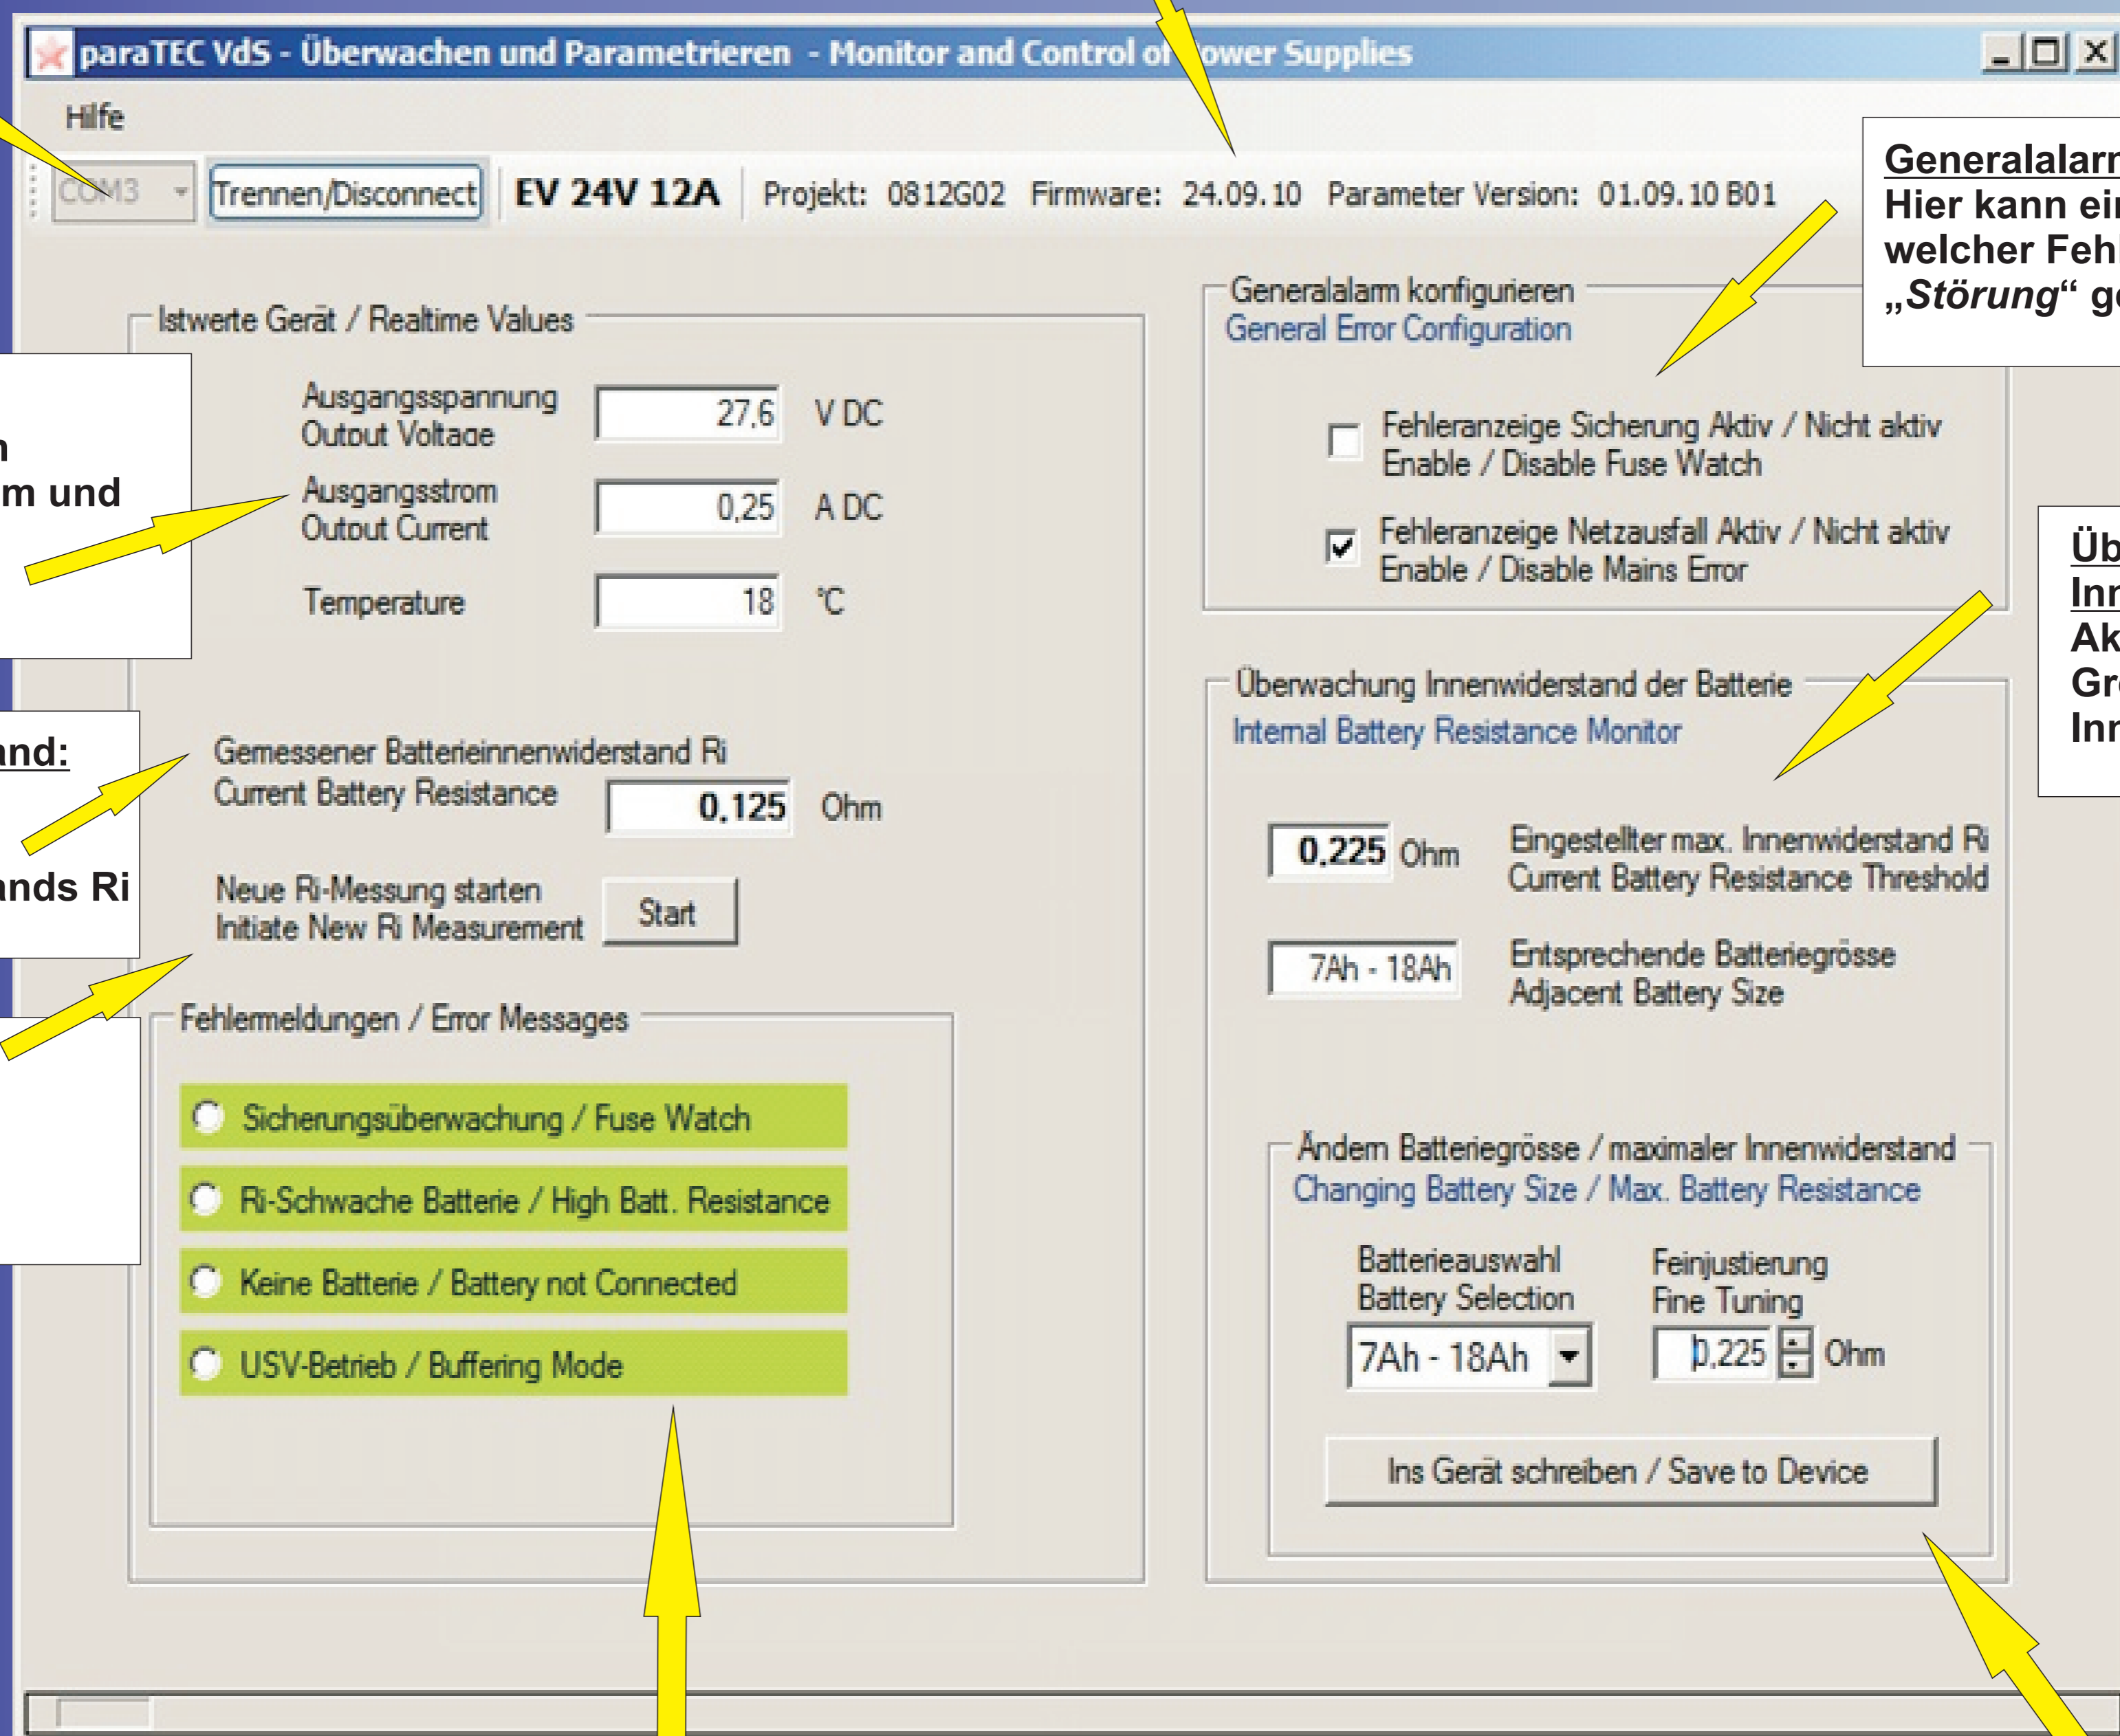 paraTEC VdS - Überwachen und Parametrieren - Monitor and Control of Power Supplies
Hilfe
COM3 Trennen/Disconnect EV 24V 12A Projekt: 0812G02 Firmware: 24.09.10 Parameter Version: 01.09.10 B01
Istwerte Gerät / Realtime Values
Ausgangsspannung
Output Voltage
27,6 V DC
Ausgangsstrom
Output Current
0,25 A DC
Temperature 18 °C
Gemessener Batterieinnenwiderstand Ri
Current Battery Resistance
0,125 Ohm
Neue Ri-Messung starten
Initiate New Ri Measurement
Start
Fehlermeldungen / Error Messages
Sicherungsüberwachung / Fuse Watch
Ri-Schwache Batterie / High Batt. Resistance
Keine Batterie / Battery not Connected
USV-Betrieb / Buffering Mode
m und
and:
ands Ri
Generalalarm konfigurieren
General Error Configuration
Fehleranzeige Sicherung Aktiv / Nicht aktiv
Enable / Disable Fuse Watch
Fehleranzeige Netzausfall Aktiv / Nicht aktiv
Enable / Disable Mains Error
Überwachung Innenwiderstand der Batterie
Internal Battery Resistance Monitor
0,225 Ohm
Eingestellter max. Innenwiderstand Ri
Current Battery Resistance Threshold
7Ah - 18Ah
Entsprechende Batteriegrösse
Adjacent Battery Size
Ändern Batteriegrösse / maximaler Innenwiderstand
Changing Battery Size / Max. Battery Resistance
Batterieauswahl
Battery Selection
7Ah - 18Ah
Feinjustierung
Fine Tuning
0,225 Ohm
Ins Gerät schreiben / Save to Device
Generalalarm
Hier kann ein
welcher Fehl
„Störung“ ge
Üb
Inn
Ak
Gr
Inn